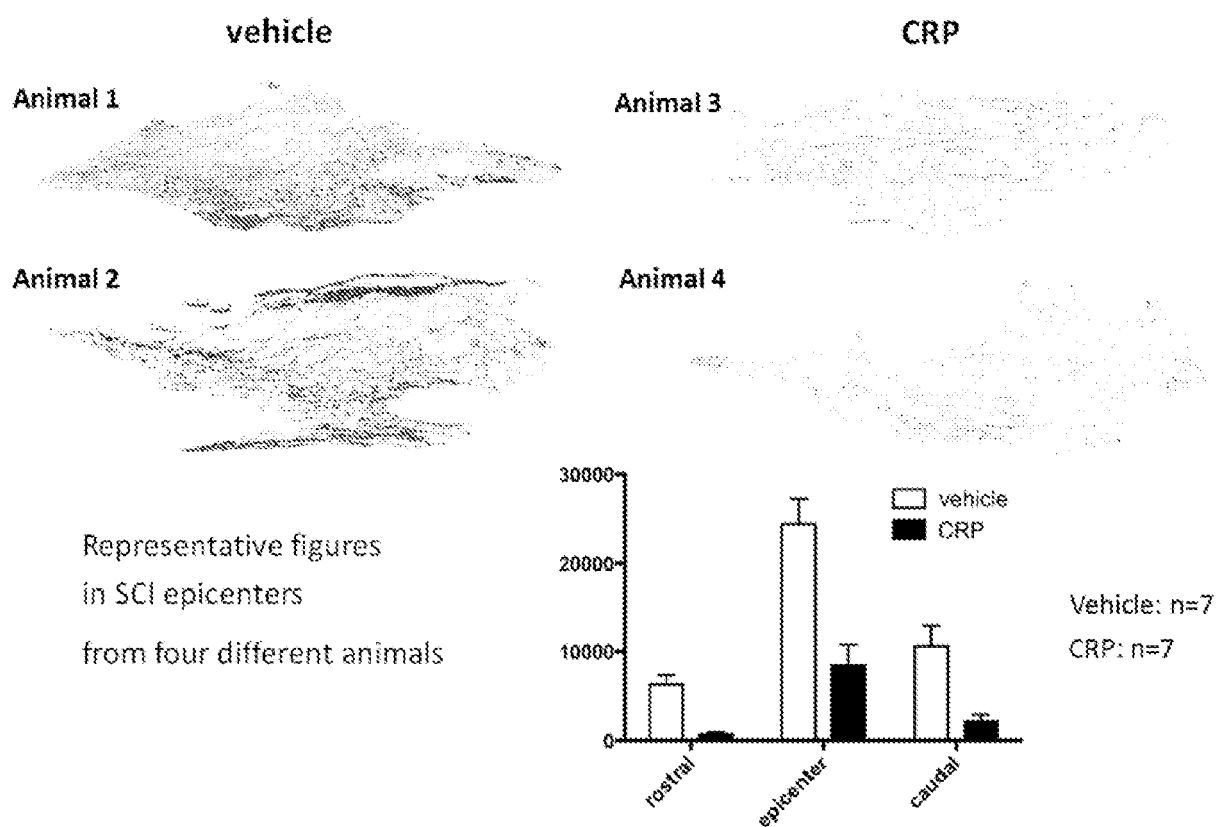 vehicle
CRP
Animal 1
Animal 3
Animal 2
Animal 4
Representative figures
in SCI epicenters
from four different animals
30000
20000
10000
0
vehicle
CRP
rostral
epicenter
caudal
Vehicle: n=7
CRP: n=7